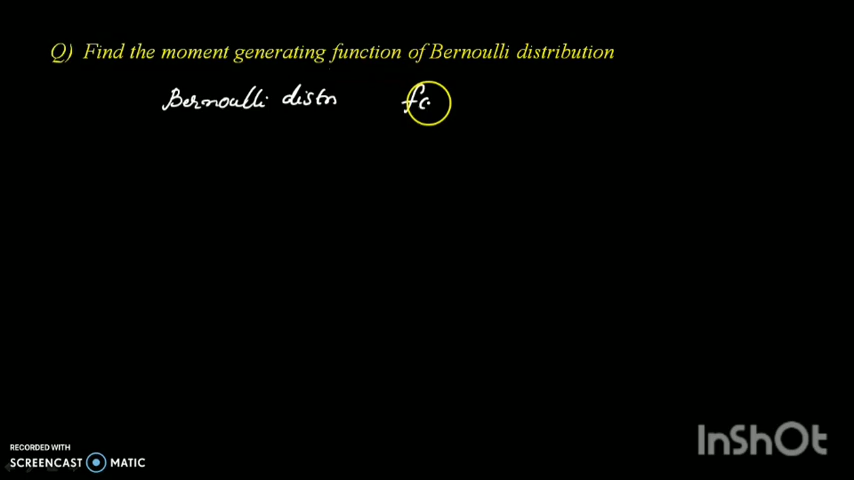 Q) Find the moment generating function of Bernoulli distribution
Bernoulli distn f(
RECORDED WITH
SCREENCAST MATIC
InShOt